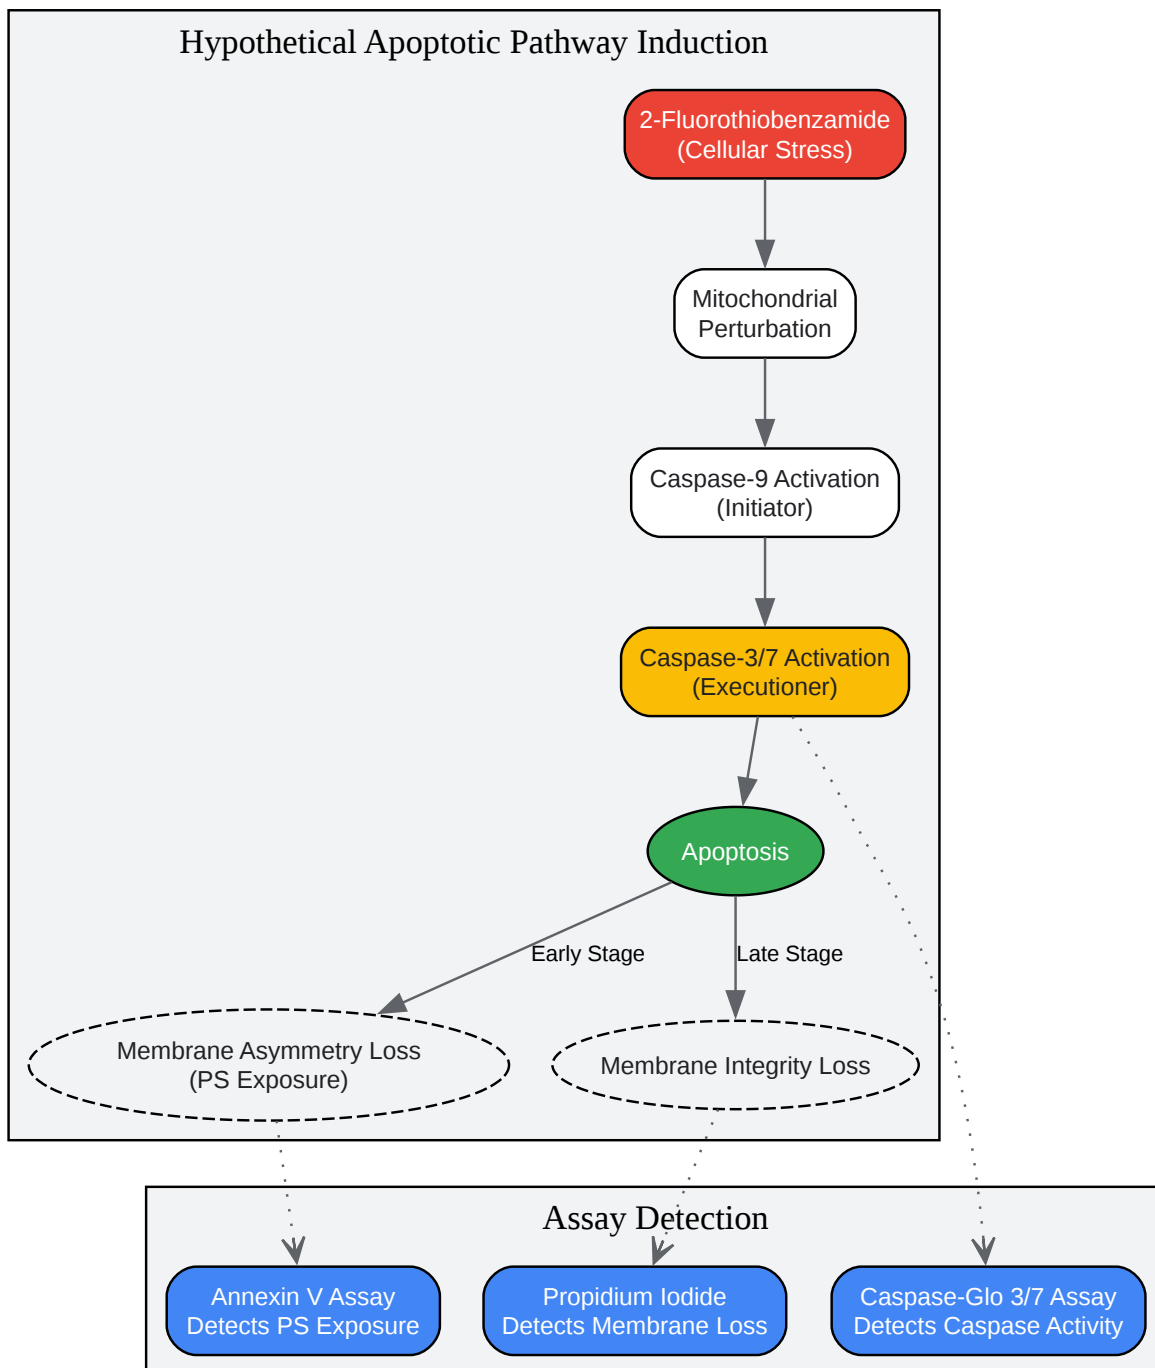 Hypothetical Apoptotic Pathway Induction
2-Fluorothiobenzamide
(Cellular Stress)
Mitochondrial
Perturbation
Caspase-9 Activation
(Initiator)
Caspase-3/7 Activation
(Executioner)
Apoptosis
Early Stage
Late Stage
Membrane Asymmetry Loss
(PS Exposure)
Membrane Integrity Loss
Assay Detection
Annexin V Assay
Detects PS Exposure
Propidium Iodide
Detects Membrane Loss
Caspase-Glo 3/7 Assay
Detects Caspase Activity